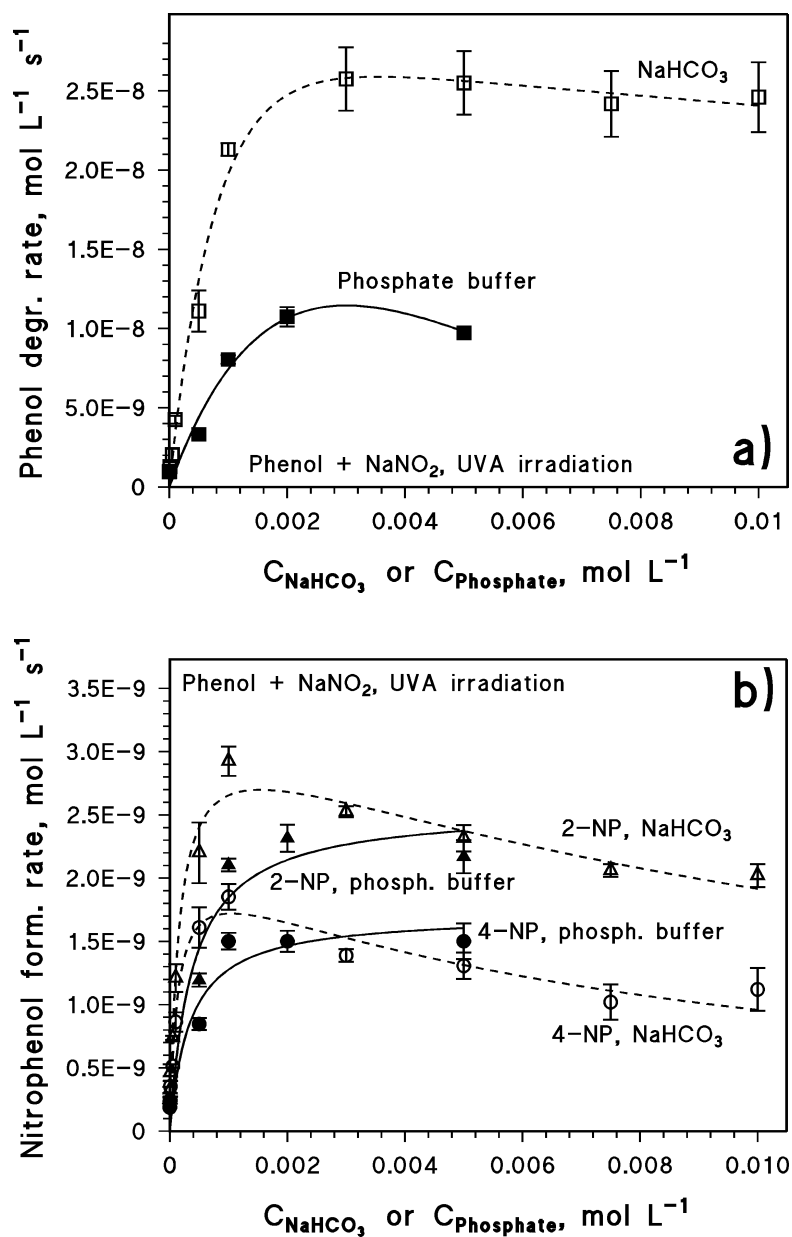 Phenol degr. rate, mol L⁻¹ s⁻¹
2.5E-8
2.0E-8
1.5E-8
1.0E-8
5.0E-9
0
NaHCO₃
Phosphate buffer
Phenol + NaNO₂, UVA irradiation
a)
0 0.002 0.004 0.006 0.008 0.01
C_NaHCO₃ or C_Phosphate, mol L⁻¹
Nitrophenol form. rate, mol L⁻¹ s⁻¹
3.5E-9
3.0E-9
2.5E-9
2.0E-9
1.5E-9
1.0E-9
0.5E-9
0
Phenol + NaNO₂, UVA irradiation
b)
2-NP, NaHCO₃
2-NP, phosph. buffer
4-NP, phosph. buffer
4-NP, NaHCO₃
0 0.002 0.004 0.006 0.008 0.010
C_NaHCO₃ or C_Phosphate, mol L⁻¹